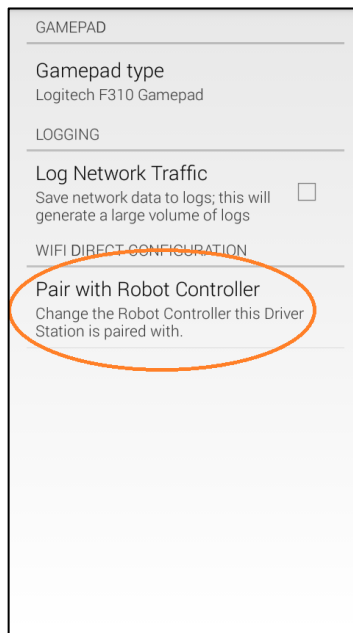 GAMEPAD
Gamepad type
Logitech F310 Gamepad
LOGGING
Log Network Traffic
Save network data to logs; this will
generate a large volume of logs
WIFI DIRECT CONFIGURATION
Pair with Robot Controller
Change the Robot Controller this Driver
Station is paired with.